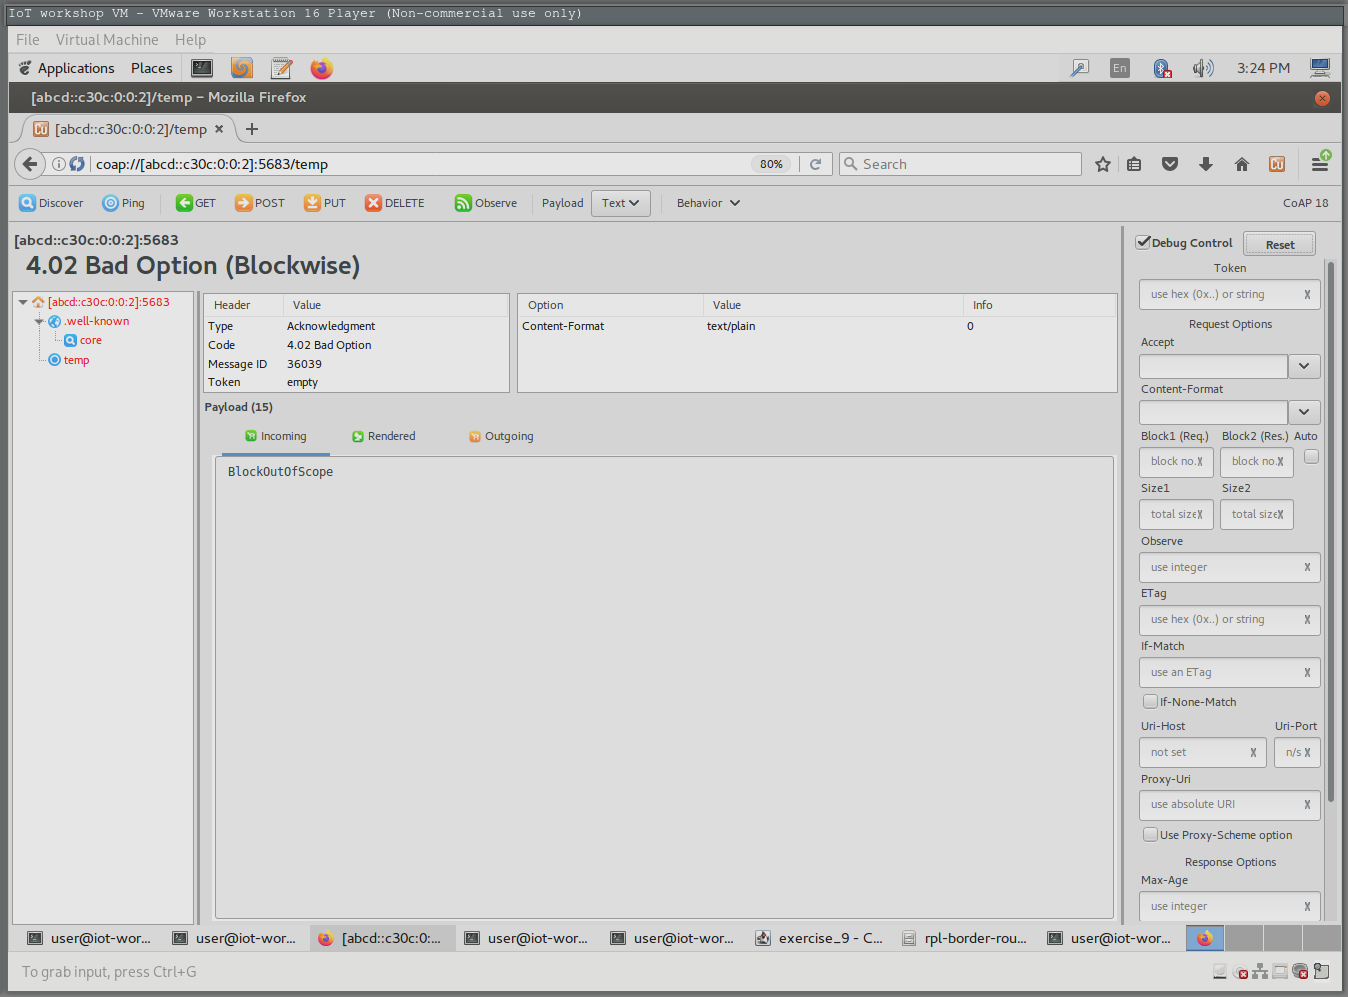 IoT workshop VM - VMware Workstation 16 Player (Non-commercial use only)
File Virtual Machine Help
Applications Places En 3:24 PM
[abcd::c30c:0:0:2]/temp - Mozilla Firefox
Cu [abcd::c30c:0:0:2]/temp × +
coap://[abcd::c30c:0:0:2]:5683/temp 80% Search Cu
Discover Ping GET POST PUT DELETE Observe Payload Text Behavior CoAP 18
[abcd::c30c:0:0:2]:5683
4.02 Bad Option (Blockwise)
[abcd::c30c:0:0:2]:5683
.well-known
core
temp
Header Value
Type Acknowledgment
Code 4.02 Bad Option
Message ID 36039
Token empty
Option Value Info
Content-Format text/plain 0
Payload (15)
Incoming Rendered Outgoing
BlockOutOfScope
Debug Control Reset
Token
use hex (0x..) or string X
Request Options
Accept
Content-Format
Block1 (Req.) Block2 (Res.) Auto
block no. X block no. X
Size1 Size2
total size X total size X
Observe
use integer X
ETag
use hex (0x..) or string X
If-Match
use an ETag X
If-None-Match
Uri-Host Uri-Port
not set X n/s X
Proxy-Uri
use absolute URI X
Use Proxy-Scheme option
Response Options
Max-Age
use integer X
user@iot-wor... user@iot-wor... [abcd::c30c:0:... user@iot-wor... user@iot-wor... exercise_9 - C... rpl-border-rou... user@iot-wor...
To grab input, press Ctrl+G